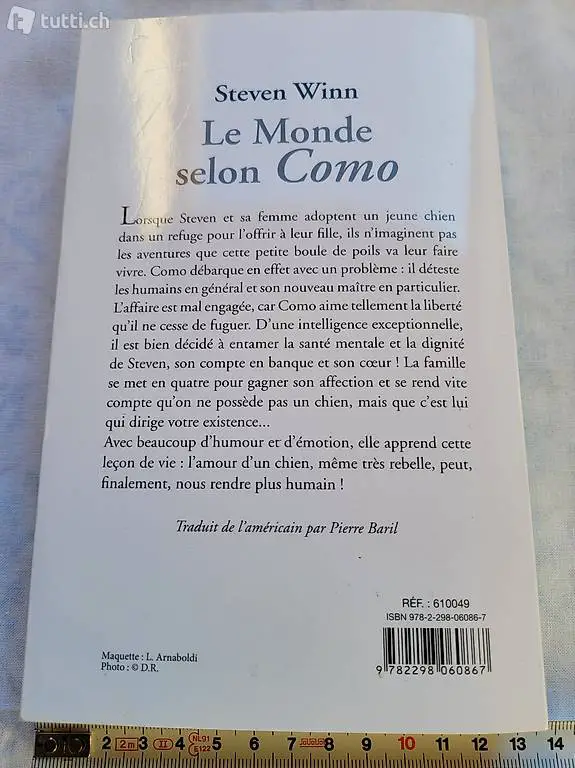 tutti.ch
Steven Winn
Le Monde
selon Como
Lorsque Steven et sa femme adoptent un jeune chien
dans un refuge pour l'offrir à leur fille, ils n'imaginent pas
les aventures que cette petite boule de poils va leur faire
vivre. Como débarque en effet avec un problème : il déteste
les humains en général et son nouveau maître en particulier.
L'affaire est mal engagée, car Como aime tellement la liberté
qu'il ne cesse de fuguer. D'une intelligence exceptionnelle,
il est bien décidé à entamer la santé mentale et la dignité
de Steven, son compte en banque et son cœur ! La famille
se met en quatre pour gagner son affection et se rend vite
compte qu'on ne possède pas un chien, mais que c'est lui
qui dirige votre existence...
Avec beaucoup d'humour et d'émotion, elle apprend cette
leçon de vie : l'amour d'un chien, même très rebelle, peut,
finalement, nous rendre plus humain !
Traduit de l'américain par Pierre Baril
RÉF. : 610049
ISBN 978-2-298-06086-7
9 782298 060867
Maquette : L. Arnaboldi
Photo : © D.R.
2 2m 3 4 NL91 E122 5 6 7 8 9 10 11 12 13 14